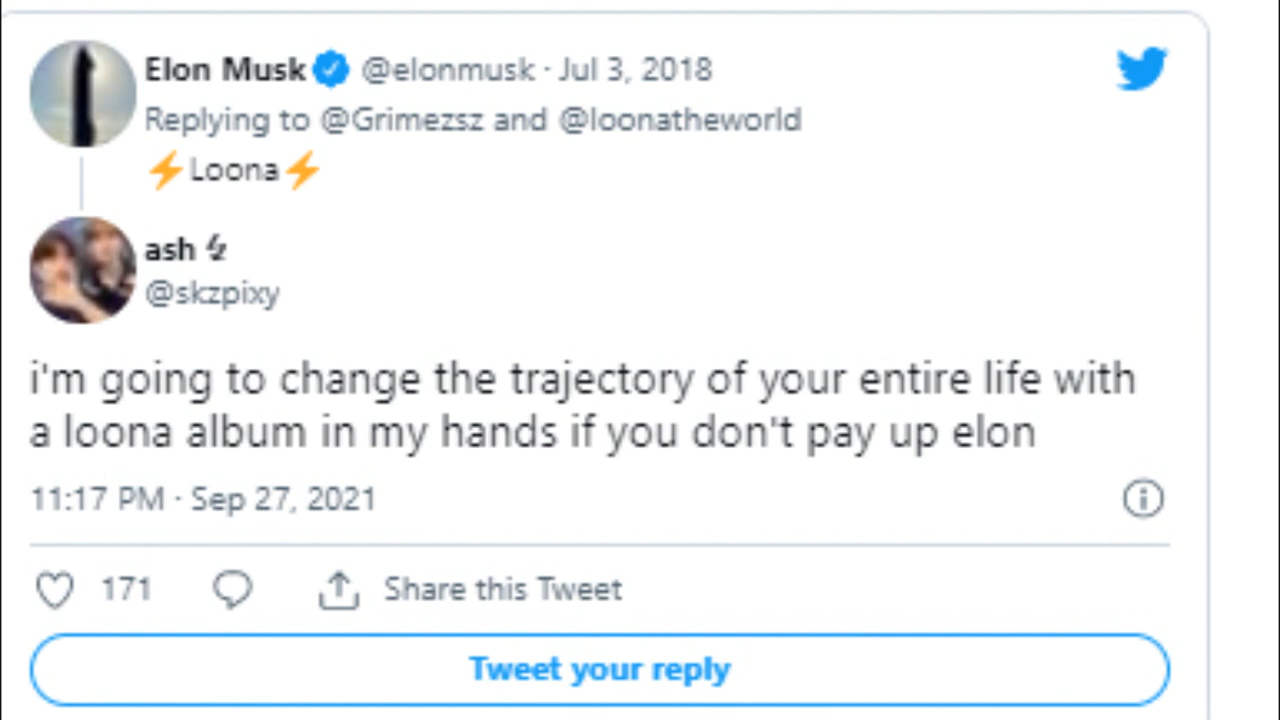 Elon Musk @elonmusk · Jul 3, 2018
Replying to @Grimezsz and @loonatheworld
⚡Loona⚡
ash ⚡︎
@skzpixy
i'm going to change the trajectory of your entire life with
a loona album in my hands if you don't pay up elon
11:17 PM · Sep 27, 2021
171 Share this Tweet
Tweet your reply